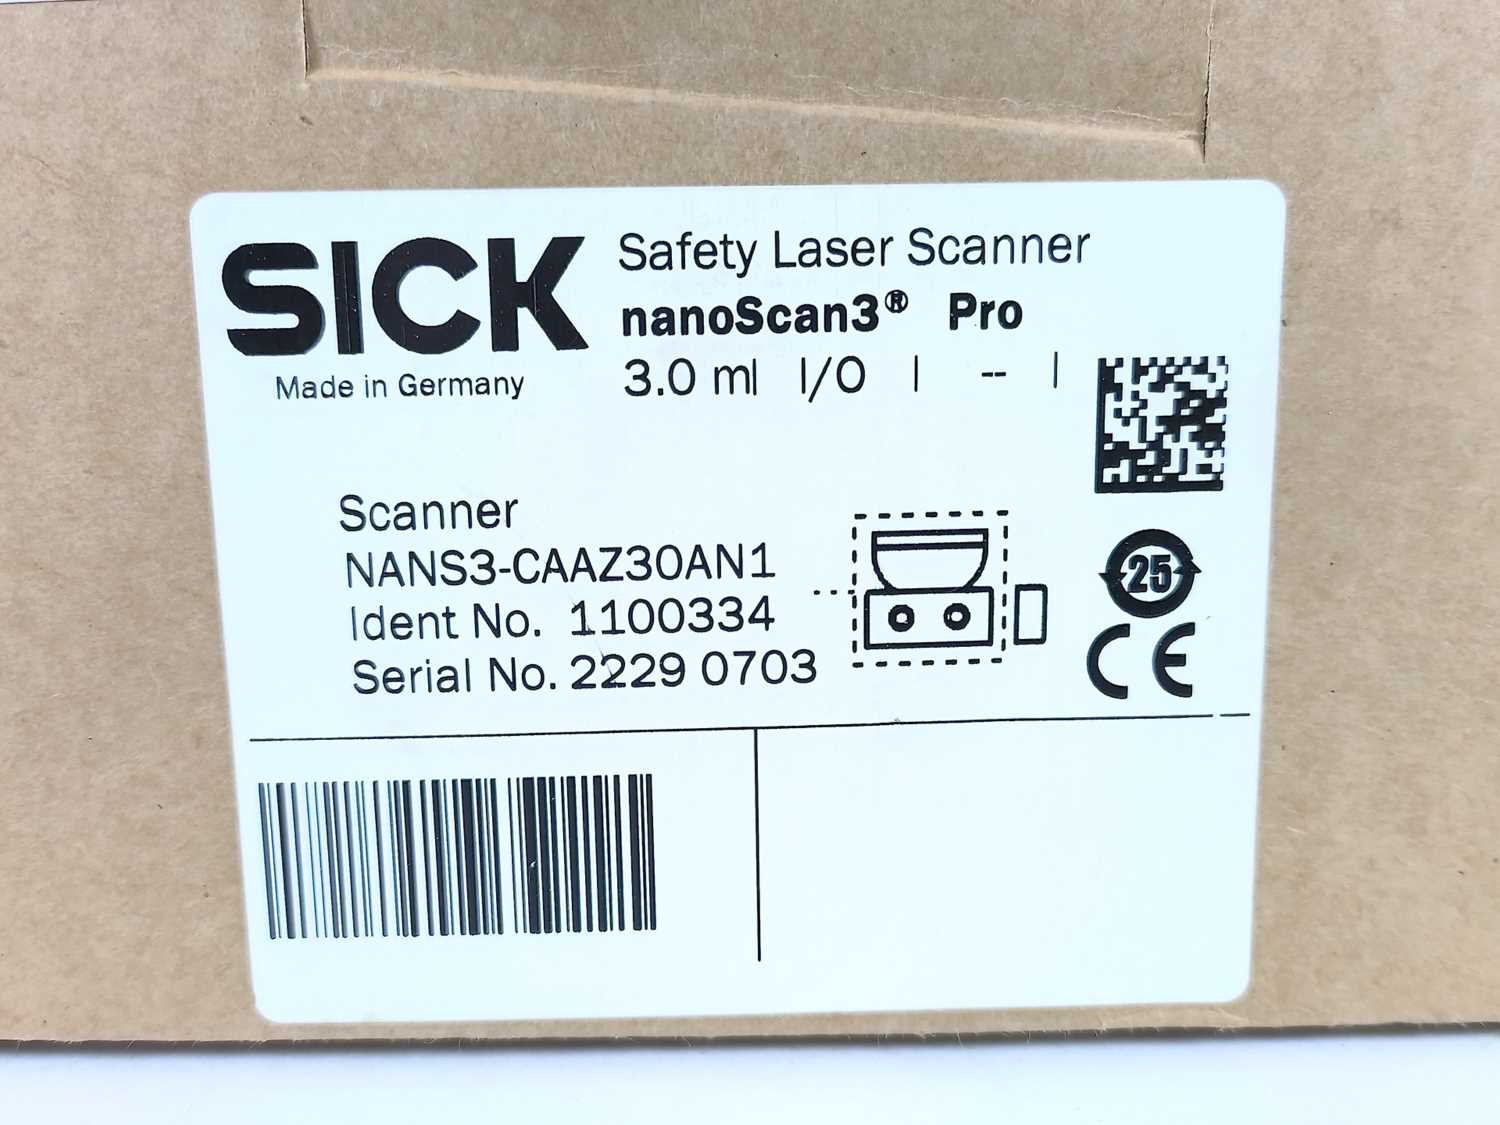 SICK
Made in Germany
Safety Laser Scanner
nanoScan3® Pro
3.0 ml I/O | -- |
Scanner
NANS3-CAAZ30AN1
Ident No. 1100334
Serial No. 2229 0703
25
CE